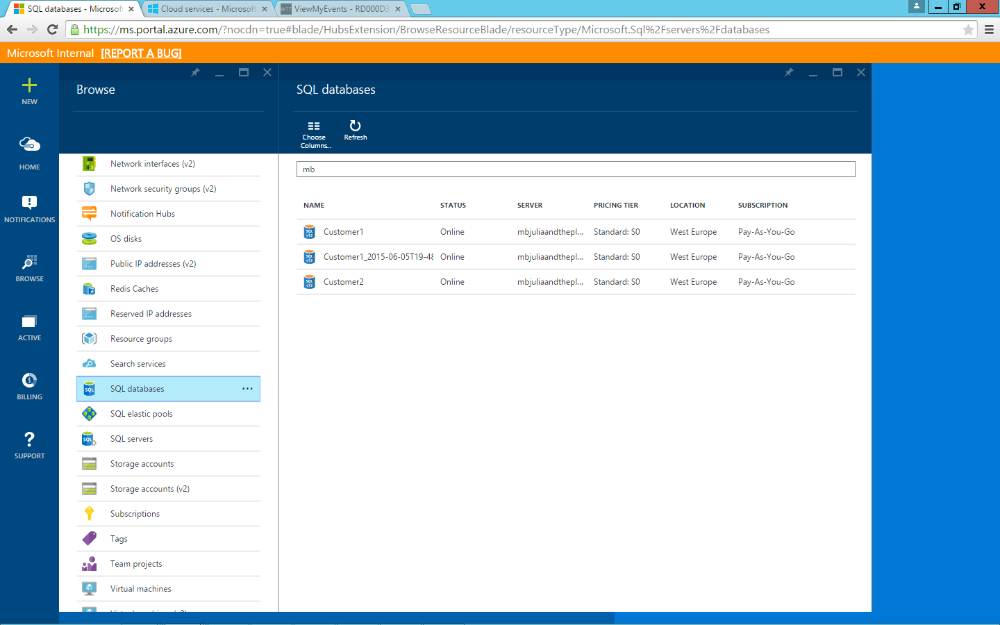 SQL databases - Microsoft
Cloud services - Microsoft
WTT
ViewMyEvents - RD000D3
https://ms.portal.azure.com/?nocdn=true#blade/HubsExtension/BrowseResourceBlade/resourceType/Microsoft.Sql%2Fservers%2Fdatabases
Microsoft Internal [REPORT A BUG]
NEW
HOME
NOTIFICATIONS
BROWSE
ACTIVE
BILLING
SUPPORT
Browse
Network interfaces (v2)
Network security groups (v2)
Notification Hubs
OS disks
Public IP addresses (v2)
Redis Caches
Reserved IP addresses
Resource groups
Search services
SQL databases ...
SQL elastic pools
SQL servers
Storage accounts
Storage accounts (v2)
Subscriptions
Tags
Team projects
Virtual machines
SQL databases
Choose
Columns...
Refresh
mb
NAME STATUS SERVER PRICING TIER LOCATION SUBSCRIPTION
Customer1 Online mbjuliaandthepl... Standard: S0 West Europe Pay-As-You-Go
Customer1_2015-06-05T19-48 Online mbjuliaandthepl... Standard: S0 West Europe Pay-As-You-Go
Customer2 Online mbjuliaandthepl... Standard: S0 West Europe Pay-As-You-Go